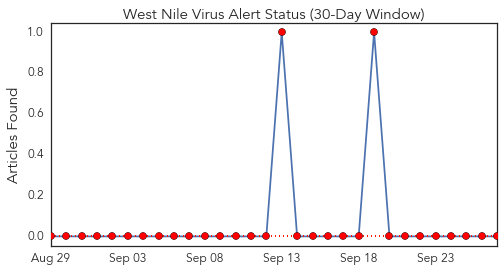 West Nile Virus Alert Status (30-Day Window)
Articles Found
1.0
0.8
0.6
0.4
0.2
0.0
Aug 29 Sep 03 Sep 08 Sep 13 Sep 18 Sep 23